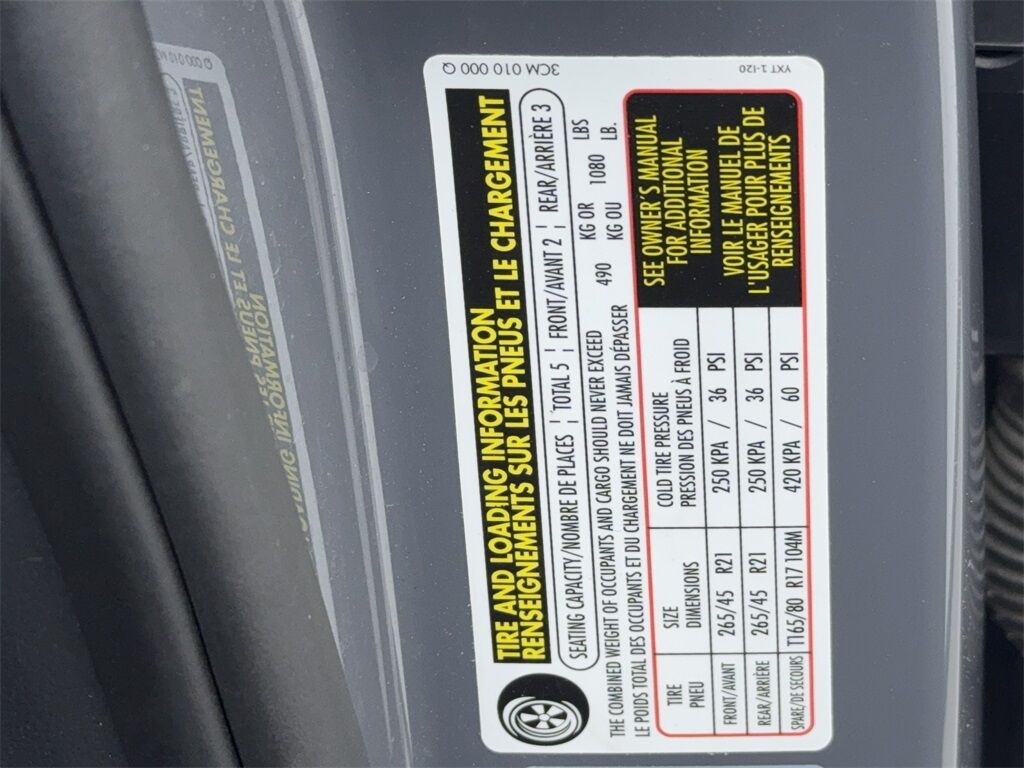 3CM 010 000 Q
YXT 1-I20
TIRE AND LOADING INFORMATION
RENSEIGNEMENTS SUR LES PNEUS ET LE CHARGEMENT
SEATING CAPACITY/NOMBRE DE PLACES ¦ TOTAL 5 ¦ FRONT/AVANT 2 ¦ REAR/ARRIÈRE 3
THE COMBINED WEIGHT OF OCCUPANTS AND CARGO SHOULD NEVER EXCEED 490 KG OR 1080 LBS
LE POIDS TOTAL DES OCCUPANTS ET DU CHARGEMENT NE DOIT JAMAIS DÉPASSER KG OU LB.
TIRE SIZE COLD TIRE PRESSURE
PNEU DIMENSIONS PRESSION DES PNEUS À FROID
FRONT/AVANT 265/45 R21 250 KPA / 36 PSI
REAR/ARRIÈRE 265/45 R21 250 KPA / 36 PSI
SPARE/DE SECOURS T165/80 R17 104M 420 KPA / 60 PSI
SEE OWNER'S MANUAL
FOR ADDITIONAL
INFORMATION
VOIR LE MANUEL DE
L'USAGER POUR PLUS DE
RENSEIGNEMENTS